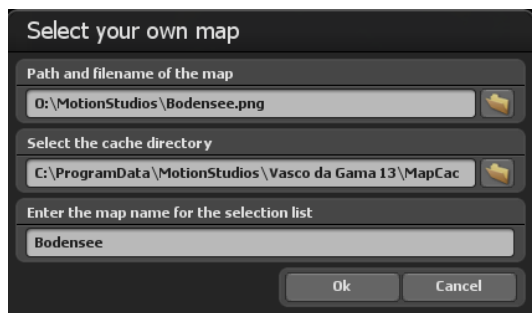 Select your own map
Path and filename of the map
O:\MotionStudios\Bodensee.png
Select the cache directory
C:\ProgramData\MotionStudios\Vasco da Gama 13\MapCac
Enter the map name for the selection list
Bodensee
Ok Cancel